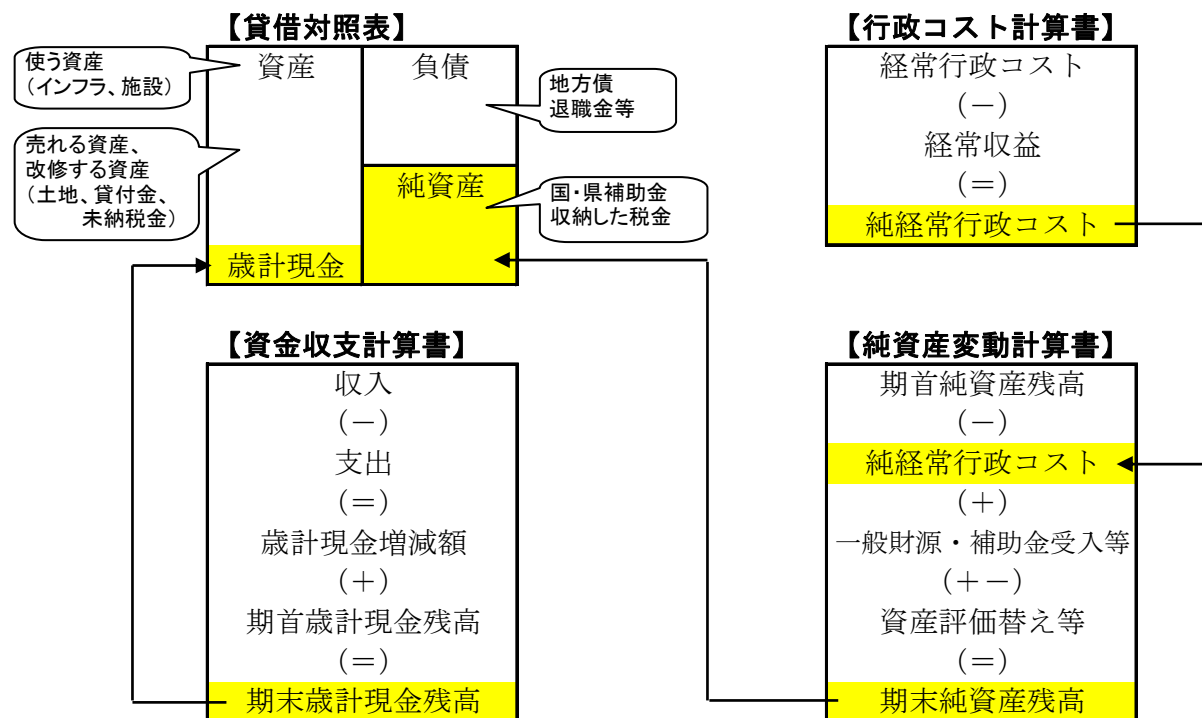 【貸借対照表】
資産
負債
使う資産
（インフラ、施設）
売れる資産、
改修する資産
（土地、貸付金、
未納税金）
地方債
退職金等
純資産
国・県補助金
収納した税金
歳計現金
【行政コスト計算書】
経常行政コスト
（－）
経常収益
（＝）
純経常行政コスト
【資金収支計算書】
収入
（－）
支出
（＝）
歳計現金増減額
（＋）
期首歳計現金残高
（＝）
期末歳計現金残高
【純資産変動計算書】
期首純資産残高
（－）
純経常行政コスト
（＋）
一般財源・補助金受入等
（＋－）
資産評価替え等
（＝）
期末純資産残高